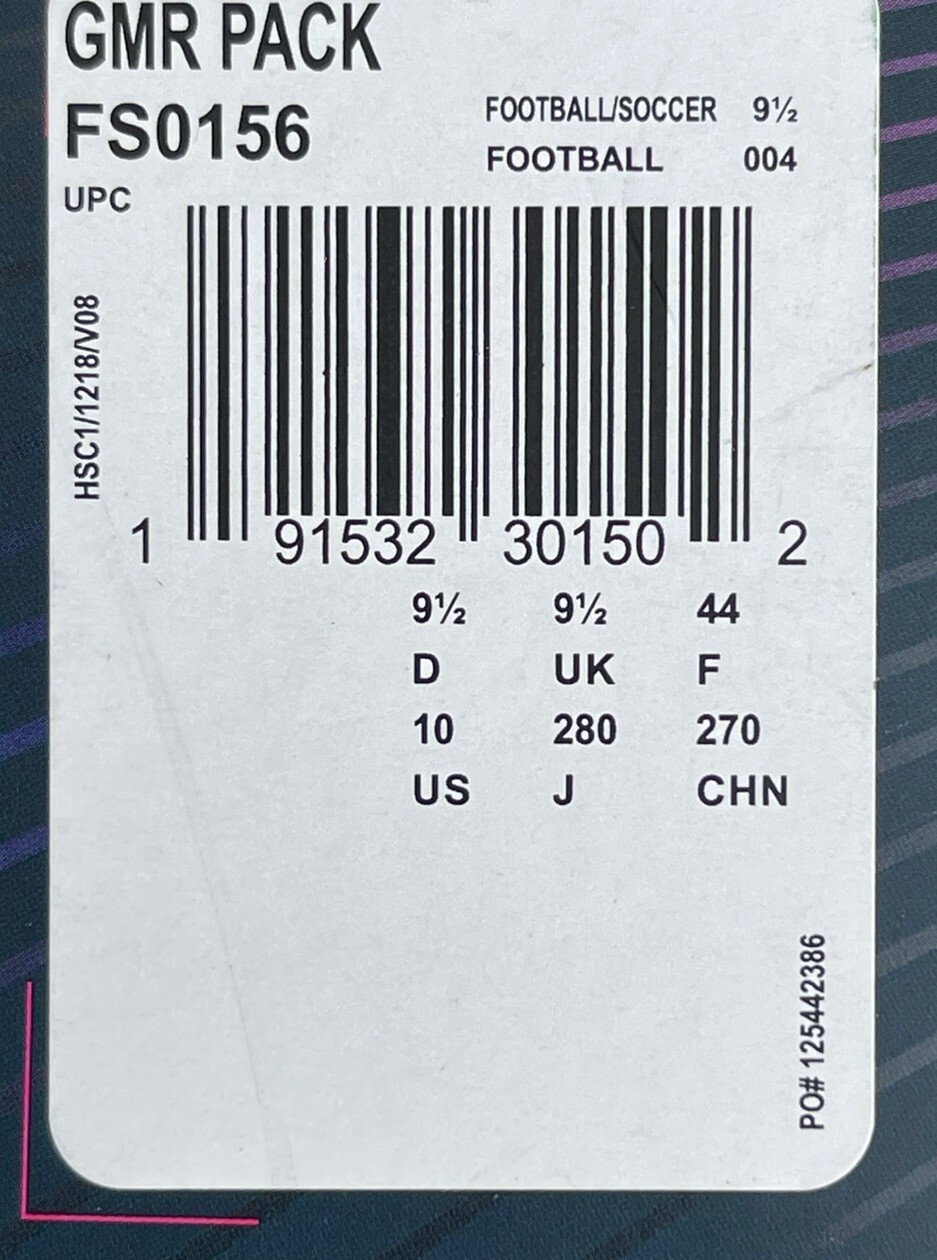 GMR PACK
FS0156
FOOTBALL/SOCCER 9½
FOOTBALL 004
UPC
HSC1/1218/V08
1 91532 30150 2
9½ 9½ 44
D UK F
10 280 270
US J CHN
PO# 125442386